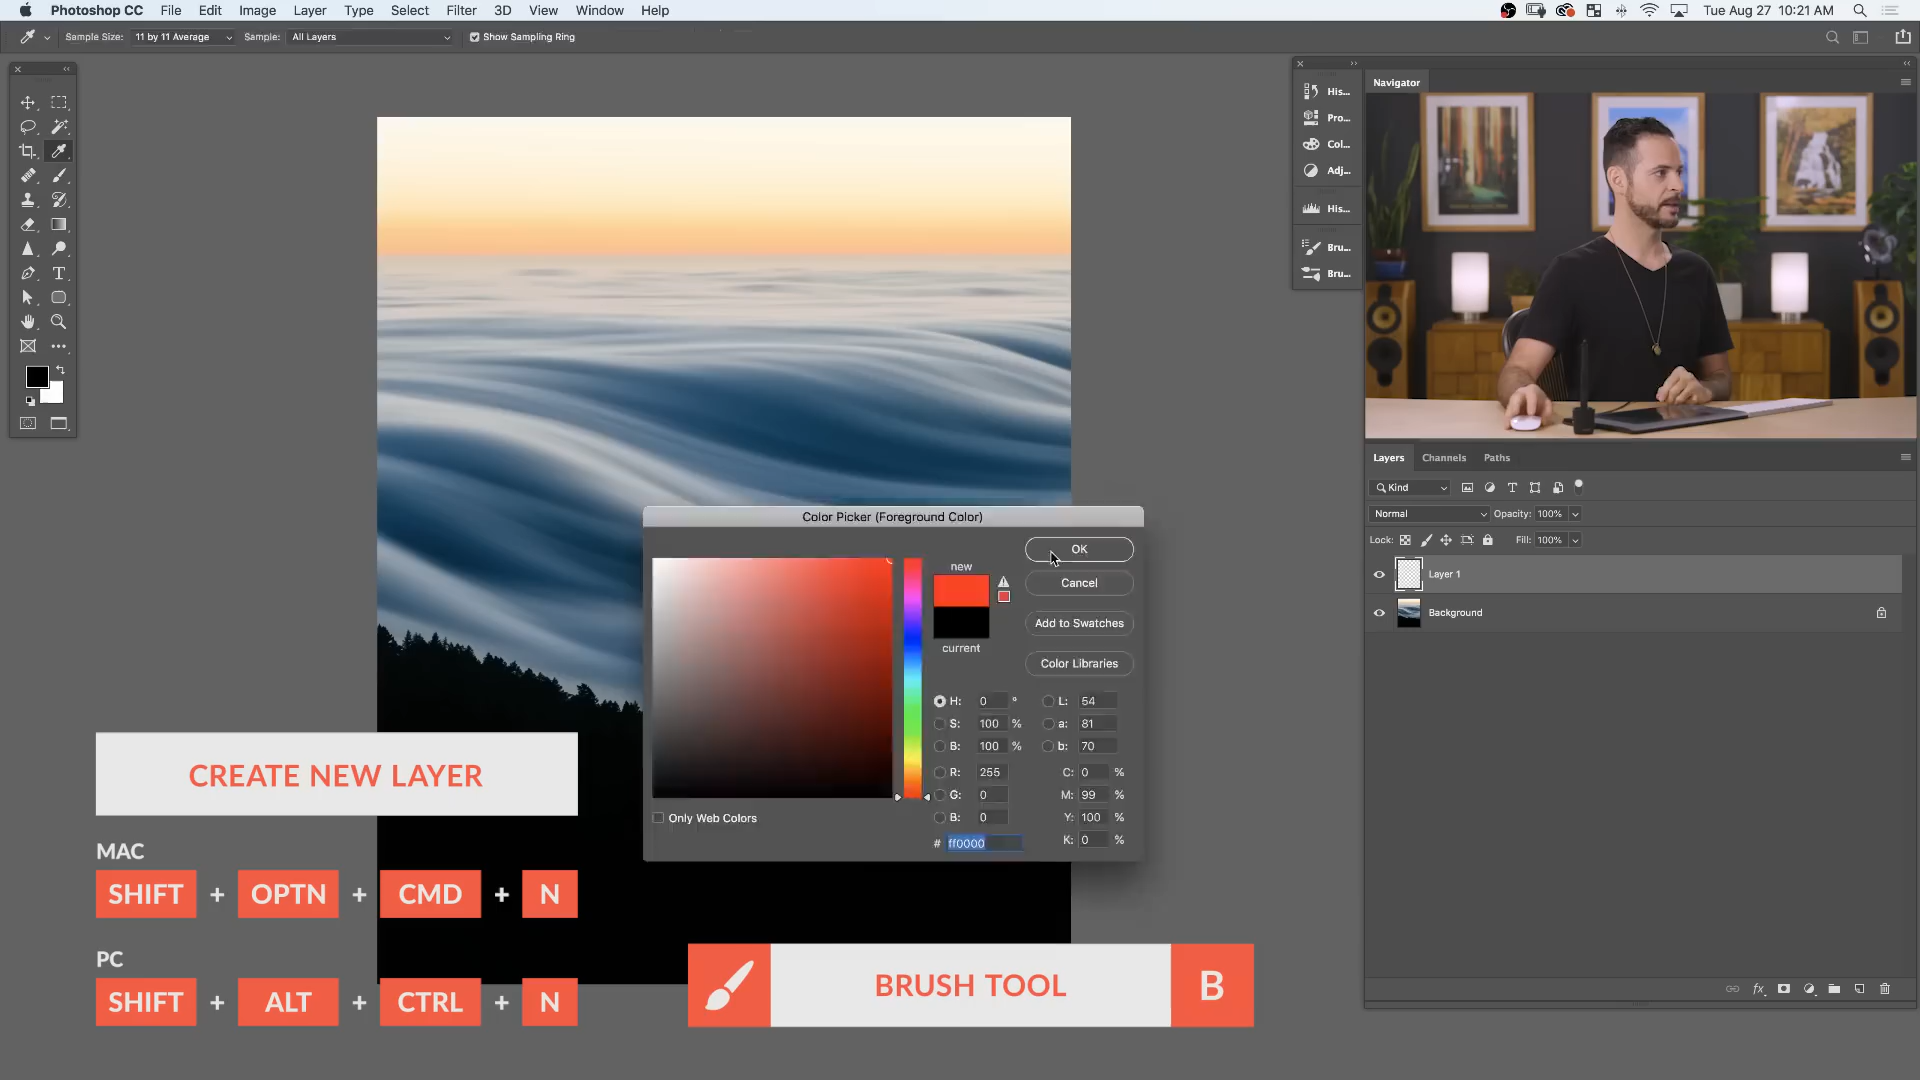 Photoshop CC File Edit Image Layer Type Select Filter 3D View Window Help
Tue Aug 27 10:21 AM
Sample Size: 11 by 11 Average Sample: All Layers Show Sampling Ring
Navigator
His...
Pro...
Col...
Adj...
His...
Bru...
Bru...
T
Layers Channels Paths
Kind
T
Normal Opacity: 100%
Lock: Fill: 100%
Layer 1
Background
fx
Color Picker (Foreground Color)
new
current
OK
Cancel
Add to Swatches
Color Libraries
H: 0 ° L: 54
S: 100 % a: 81
B: 100 % b: 70
R: 255 C: 0 %
G: 0 M: 99 %
B: 0 Y: 100 %
# ff0000 K: 0 %
Only Web Colors
CREATE NEW LAYER
MAC
SHIFT + OPTN + CMD + N
PC
SHIFT + ALT + CTRL + N
BRUSH TOOL B